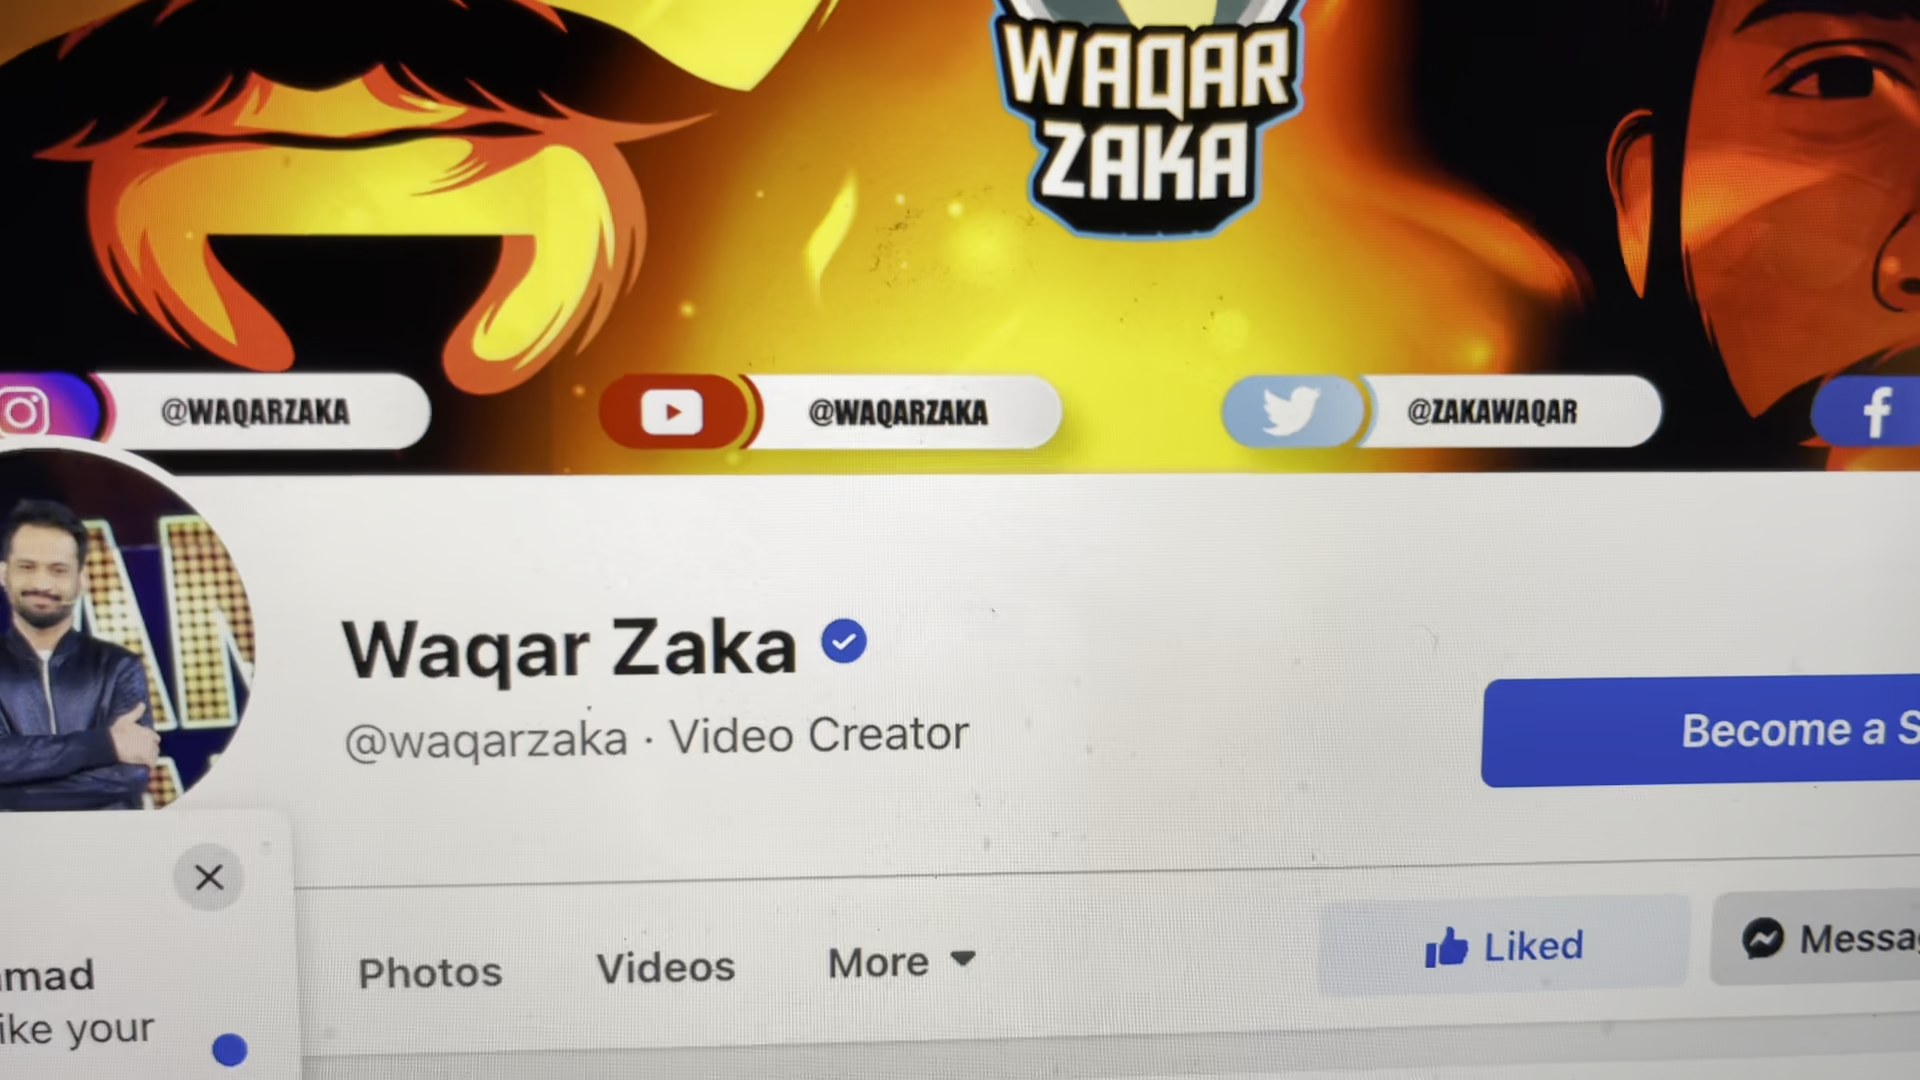 WAQAR
ZAKA
@WAQARZAKA
@WAQARZAKA
@ZAKAWAQAR
Waqar Zaka
@waqarzaka · Video Creator
Become a S
Photos
Videos
More
Liked
Messa
mad
ike your